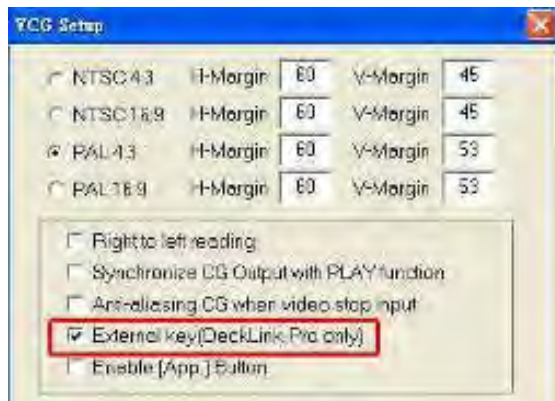 YCG Setup
NTSC 4:3 H-Margin 60 V-Margin 45
NTSC 16:9 H-Margin 60 V-Margin 45
PAL 4:3 H-Margin 60 V-Margin 53
PAL 16:9 H-Margin 60 V-Margin 53
Right to left reading
Synchronize CG Output with PLAY function
Anti-aliasing CG when video stop input
External key(DeckLink Pro only)
Enable [App.] Button